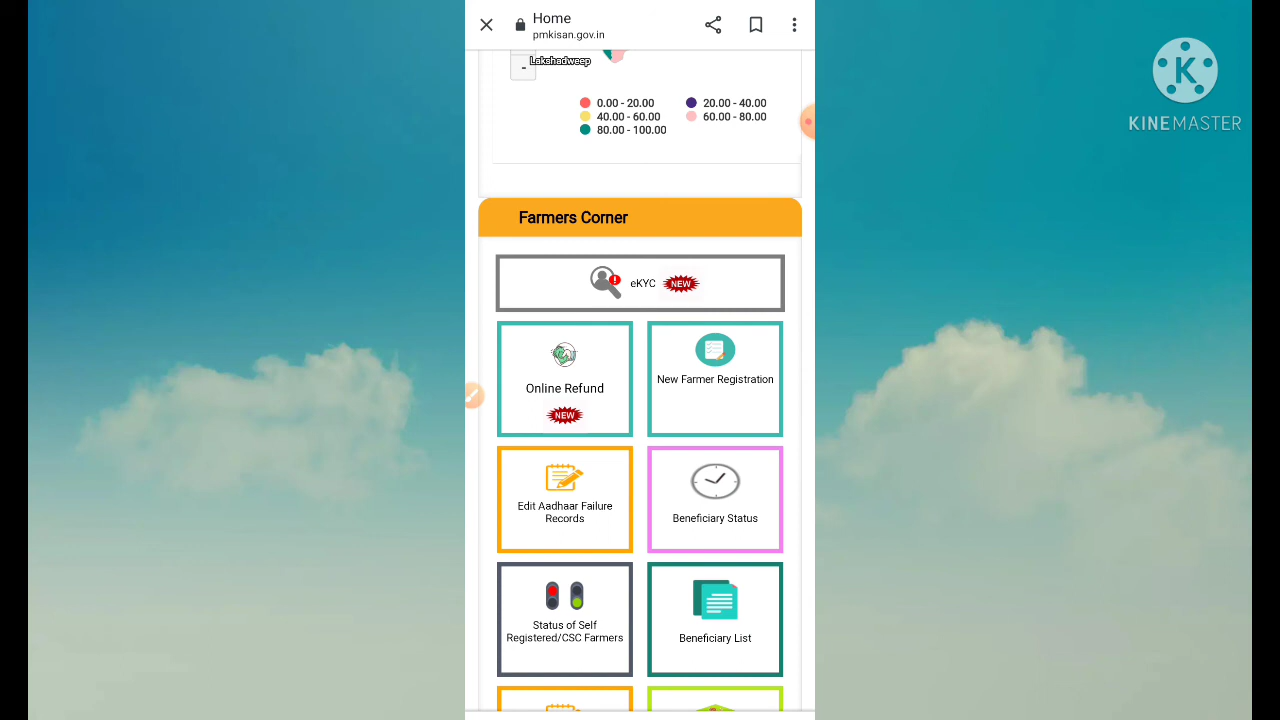 Home
pmkisan.gov.in
Lakshadweep
-
0.00 - 20.00
20.00 - 40.00
40.00 - 60.00
60.00 - 80.00
80.00 - 100.00
KINEMASTER
K
Farmers Corner
eKYC NEW
Online Refund
NEW
New Farmer Registration
Edit Aadhaar Failure
Records
Beneficiary Status
Status of Self
Registered/CSC Farmers
Beneficiary List